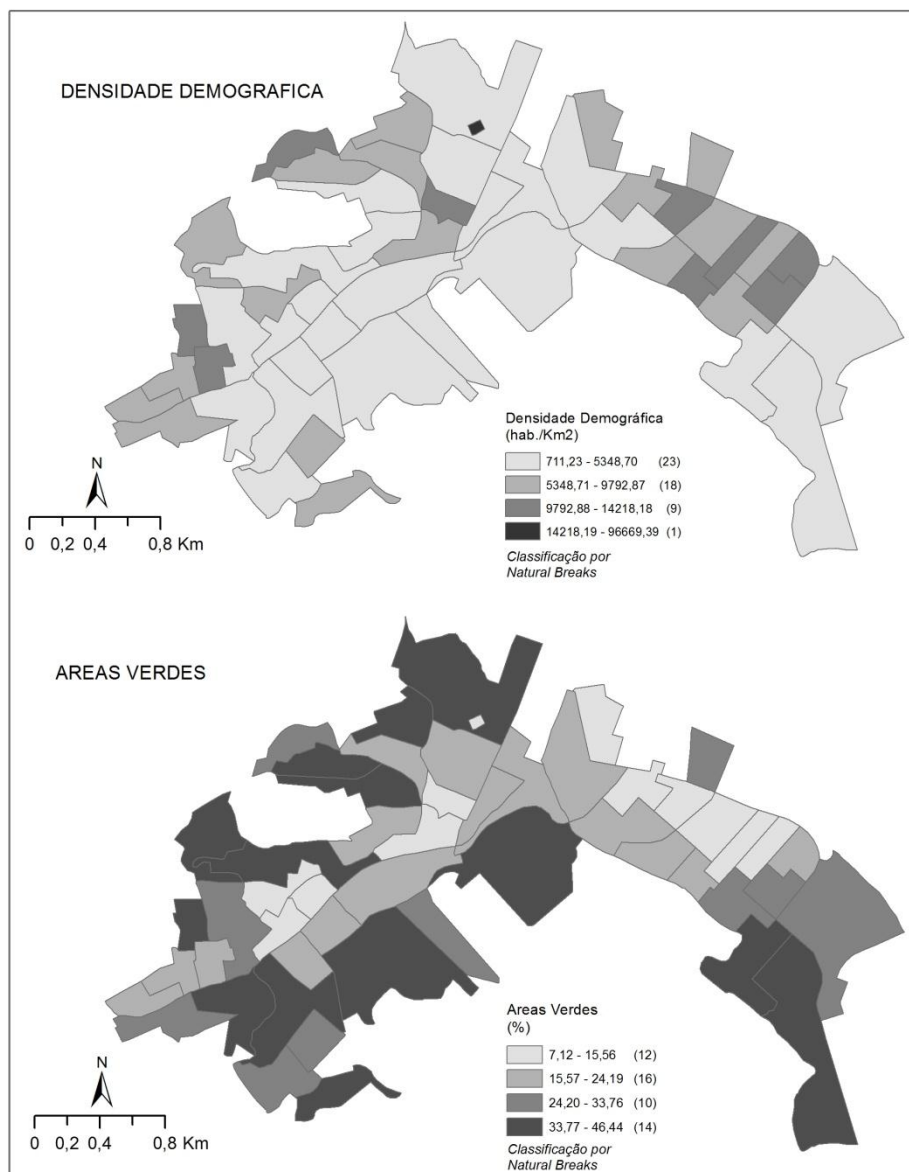 DENSIDADE DEMOGRAFICA
Densidade Demográfica
(hab./Km2)
711,23 - 5348,70 (23)
5348,71 - 9792,87 (18)
9792,88 - 14218,18 (9)
14218,19 - 96669,39 (1)
Classificação por
Natural Breaks
N
0 0,2 0,4 0,8 Km
AREAS VERDES
Areas Verdes
(%)
7,12 - 15,56 (12)
15,57 - 24,19 (16)
24,20 - 33,76 (10)
33,77 - 46,44 (14)
Classificação por
Natural Breaks
N
0 0,2 0,4 0,8 Km